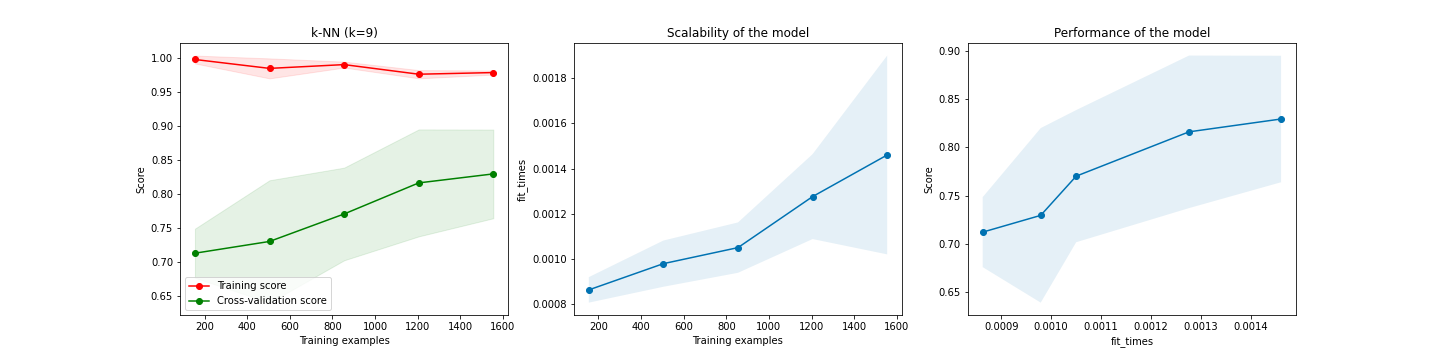 k-NN (k=9)
Score
1.00
0.95
0.90
0.85
0.80
0.75
0.70
0.65
Training score
Cross-validation score
200 400 600 800 1000 1200 1400 1600
Training examples
Scalability of the model
fit_times
0.0018
0.0016
0.0014
0.0012
0.0010
0.0008
200 400 600 800 1000 1200 1400 1600
Training examples
Performance of the model
Score
0.90
0.85
0.80
0.75
0.70
0.65
0.0009 0.0010 0.0011 0.0012 0.0013 0.0014
fit_times